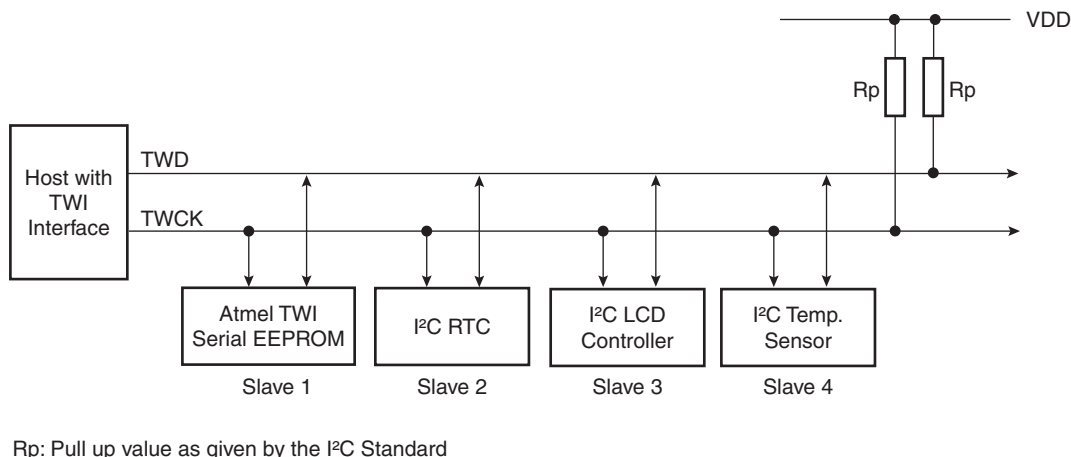 VDD
Rp
Rp
Host with
TWI
Interface
TWD
TWCK
Atmel TWI
Serial EEPROM
Slave 1
I²C RTC
Slave 2
I²C LCD
Controller
Slave 3
I²C Temp.
Sensor
Slave 4
Rp: Pull up value as given by the I²C Standard